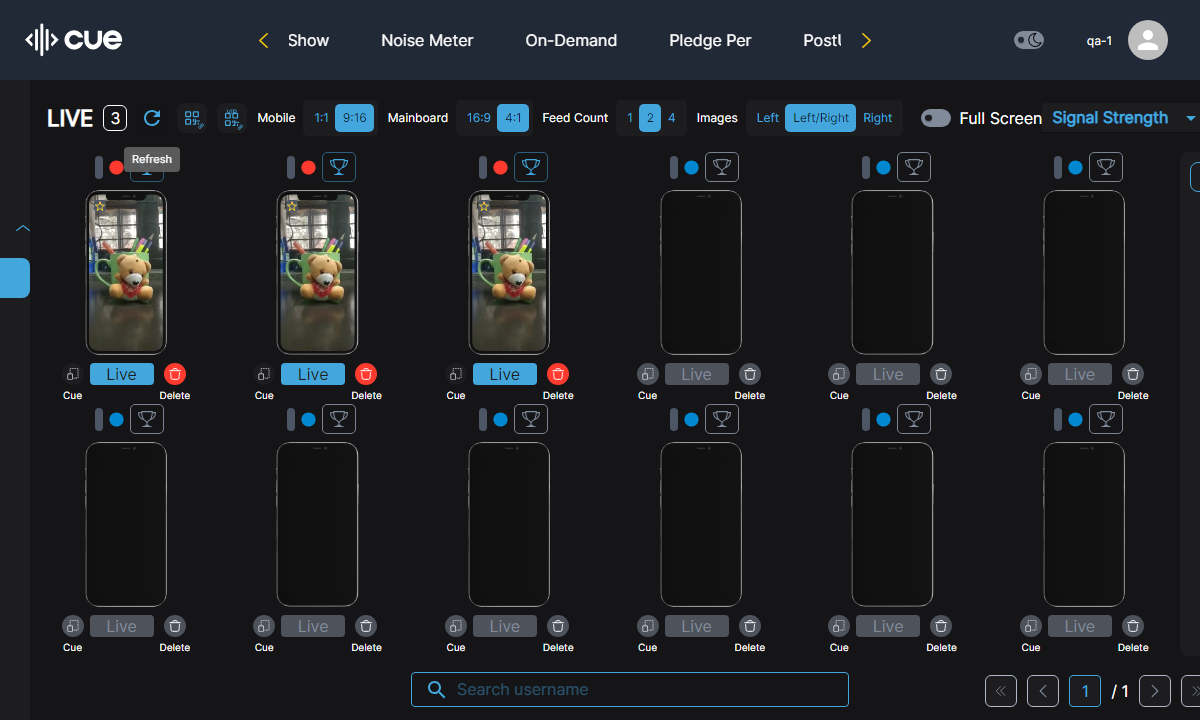 cue
Show Noise Meter On-Demand Pledge Per
qa-1
LIVE 3 Mobile 1:1 9:16 Mainboard 16:9 4:1 Feed Count 1 2 4 Images Left Left/Right Right Full Screen Signal Strength
Refresh
Live Live Live Live Live Live
Cue Delete Cue Delete Cue Delete Cue Delete Cue Delete Cue Delete
Live Live Live Live Live Live
Cue Delete Cue Delete Cue Delete Cue Delete Cue Delete Cue Delete
Search username
1 / 1